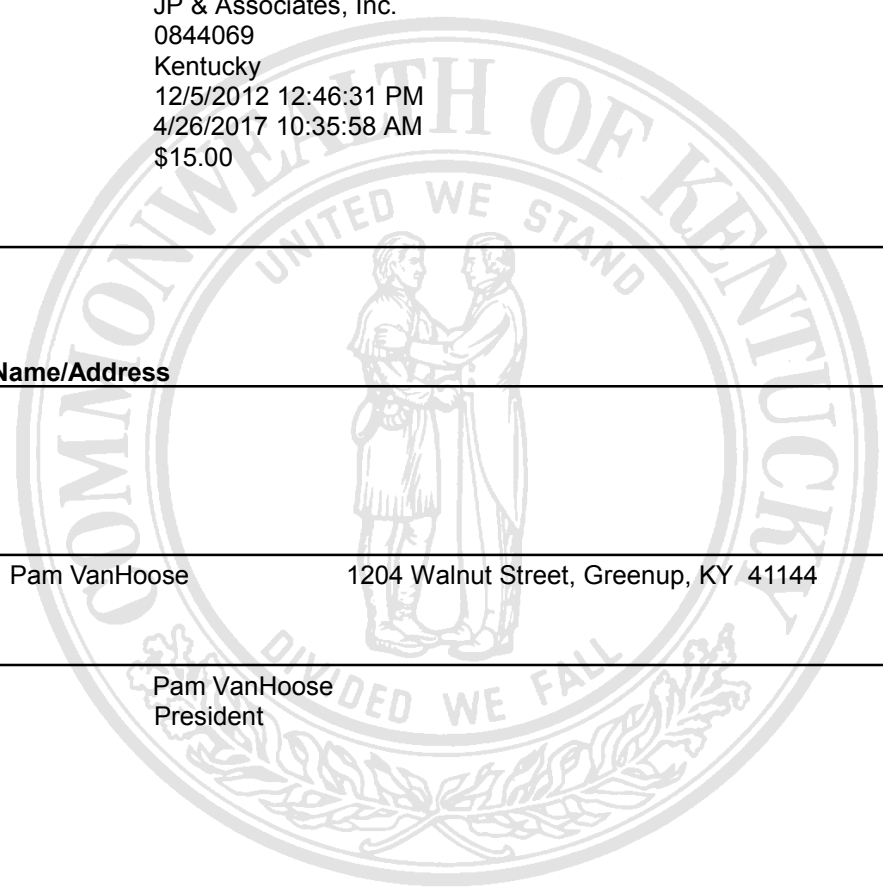 JP & Associates, Inc.
0844069
Kentucky
12/5/2012 12:46:31 PM
4/26/2017 10:35:58 AM
$15.00
COMMONWEALTH OF KENTUCKY
UNITED WE STAND
Name/Address
Pam VanHoose 1204 Walnut Street, Greenup, KY 41144
Pam VanHoose
President
DIVIDED WE FALL